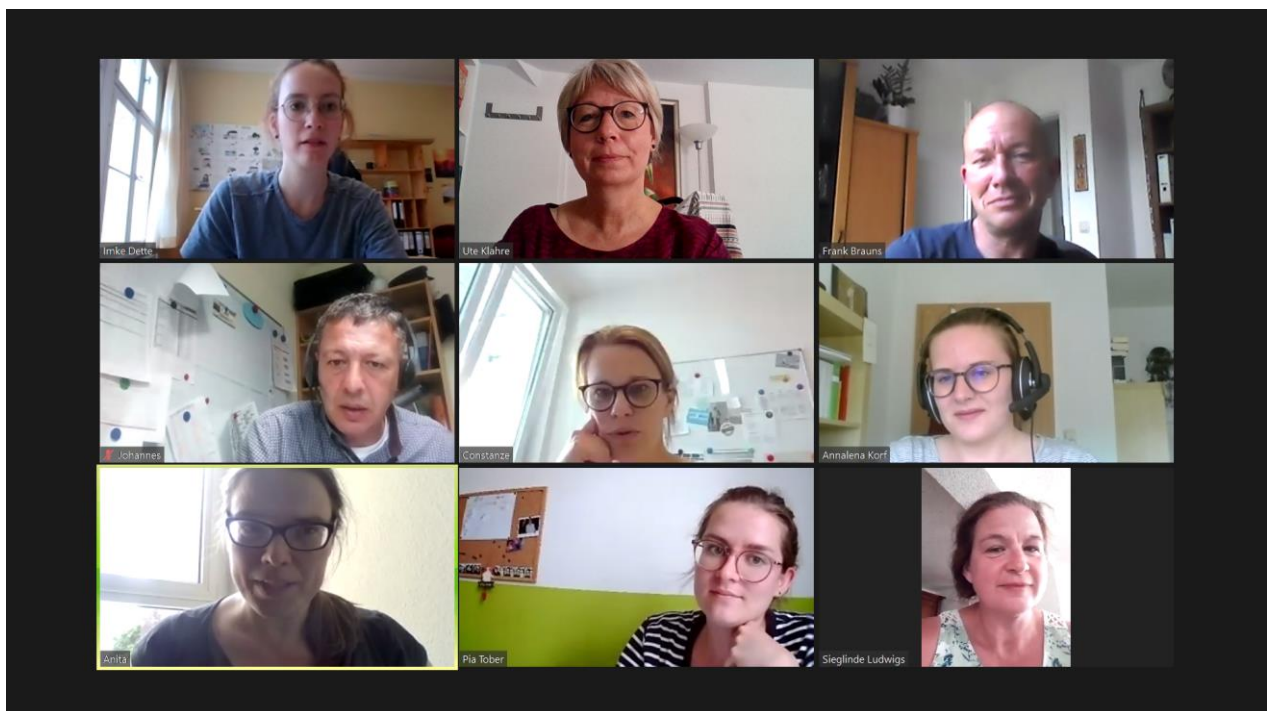 Imke Dette
Ute Klahre
Frank Brauns
Johannes
Constanze
Annalena Korf
Anita
Pia Tober
Sieglinde Ludwigs